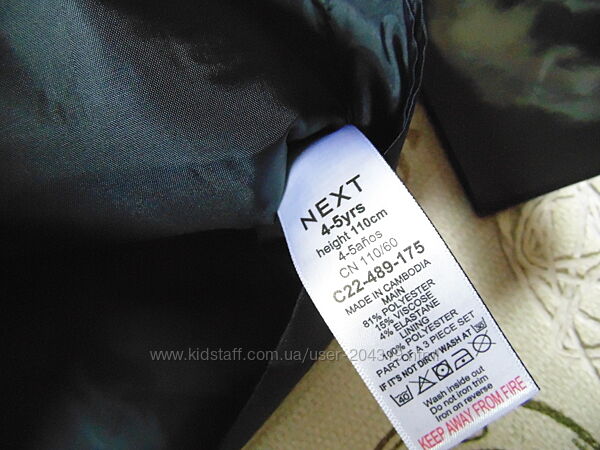 NEXT
4-5yrs
height 110cm
4-5años
CN 110/60
C22-489-175
MADE IN CAMBODIA
81% POLYESTER
MAIN
15% VISCOSE
4% ELASTANE
LINING
100% POLYESTER
PART OF A 3 PIECE SET
IF IT'S NOT DIRTY WASH AT 30
40
Wash inside out
Do not iron trim
Iron on reverse
KEEP AWAY FROM FIRE
www.kidstaff.com.ua/user-2043